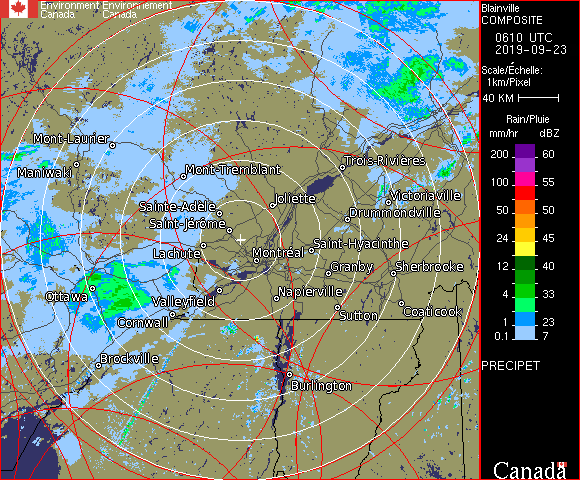 Environment Environnement
Canada Canada
Blainville
COMPOSITE
0610 UTC
2019-09-23
Scale/Échelle:
1km/Pixel
40 KM
Rain/Pluie
mm/hr dBZ
200 60
100 55
50 50
24 45
12 40
4 33
1 23
0.1 7
PRECIPET
Canada
Mont-Laurier
Maniwaki
Mont-Tremblant
Trois-Rivières
Sainte-Adèle
Joliette
Victoriaville
Drummondville
Saint-Jérôme
Lachute
Montréal
Saint-Hyacinthe
Granby
Sherbrooke
Ottawa
Valleyfield
Napierville
Cornwall
Sutton
Coaticook
Brockville
Burlington